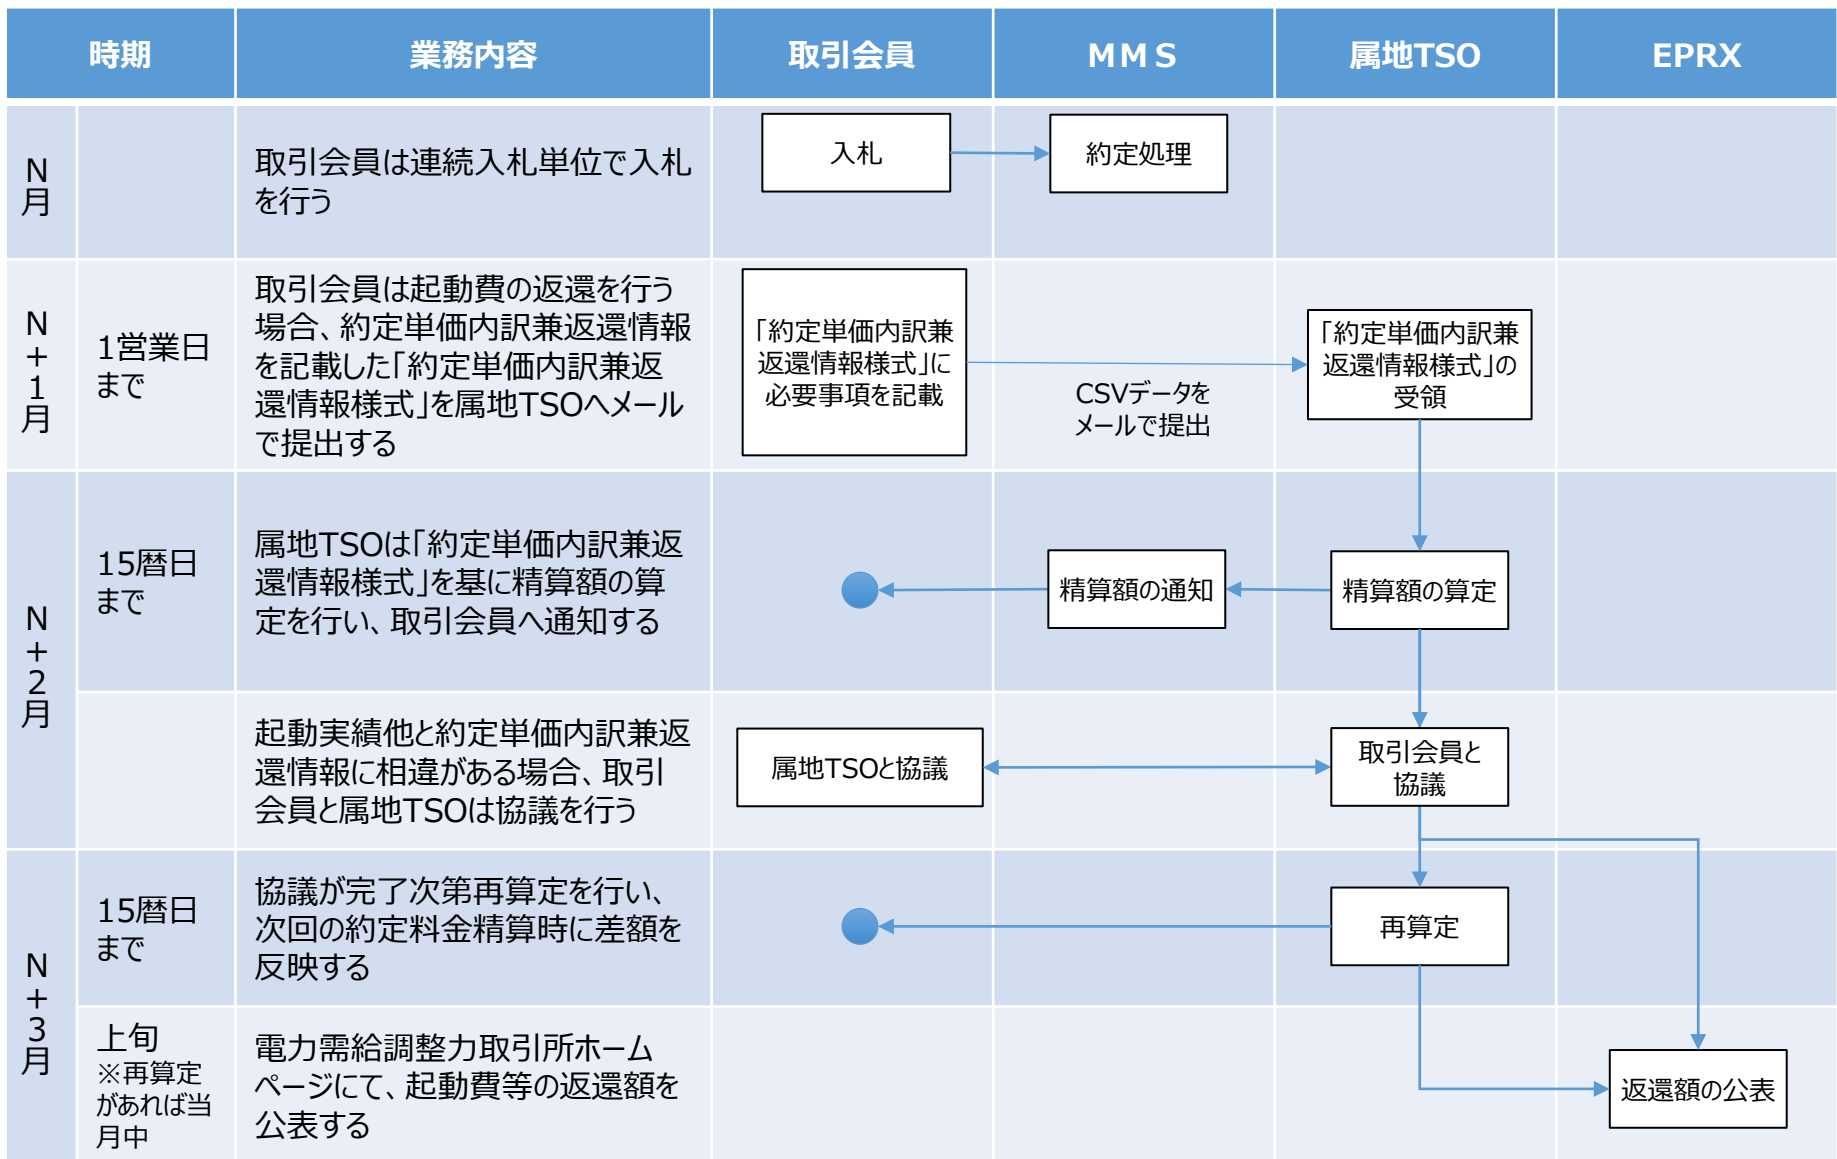 時期
業務内容
取引会員
ＭＭＳ
属地TSO
EPRX
N月
取引会員は連続入札単位で入札
を行う
入札
約定処理
N＋1月
1営業日
まで
取引会員は起動費の返還を行う
場合、約定単価内訳兼返還情報
を記載した「約定単価内訳兼返
還情報様式」を属地TSOへメール
で提出する
「約定単価内訳兼
返還情報様式」に
必要事項を記載
CSVデータを
メールで提出
「約定単価内訳兼
返還情報様式」の
受領
N＋2月
15暦日
まで
属地TSOは「約定単価内訳兼返
還情報様式」を基に精算額の算
定を行い、取引会員へ通知する
精算額の通知
精算額の算定
起動実績他と約定単価内訳兼返
還情報に相違がある場合、取引
会員と属地TSOは協議を行う
属地TSOと協議
取引会員と
協議
N＋3月
15暦日
まで
協議が完了次第再算定を行い、
次回の約定料金精算時に差額を
反映する
再算定
上旬
※再算定
があれば当
月中
電力需給調整力取引所ホーム
ページにて、起動費等の返還額を
公表する
返還額の公表